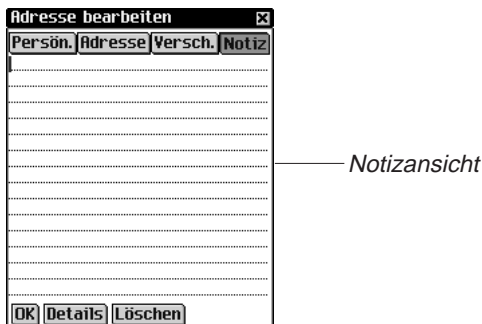 Adresse bearbeiten
Persön. Adresse Versch. Notiz
Notizansicht
OK Details Löschen